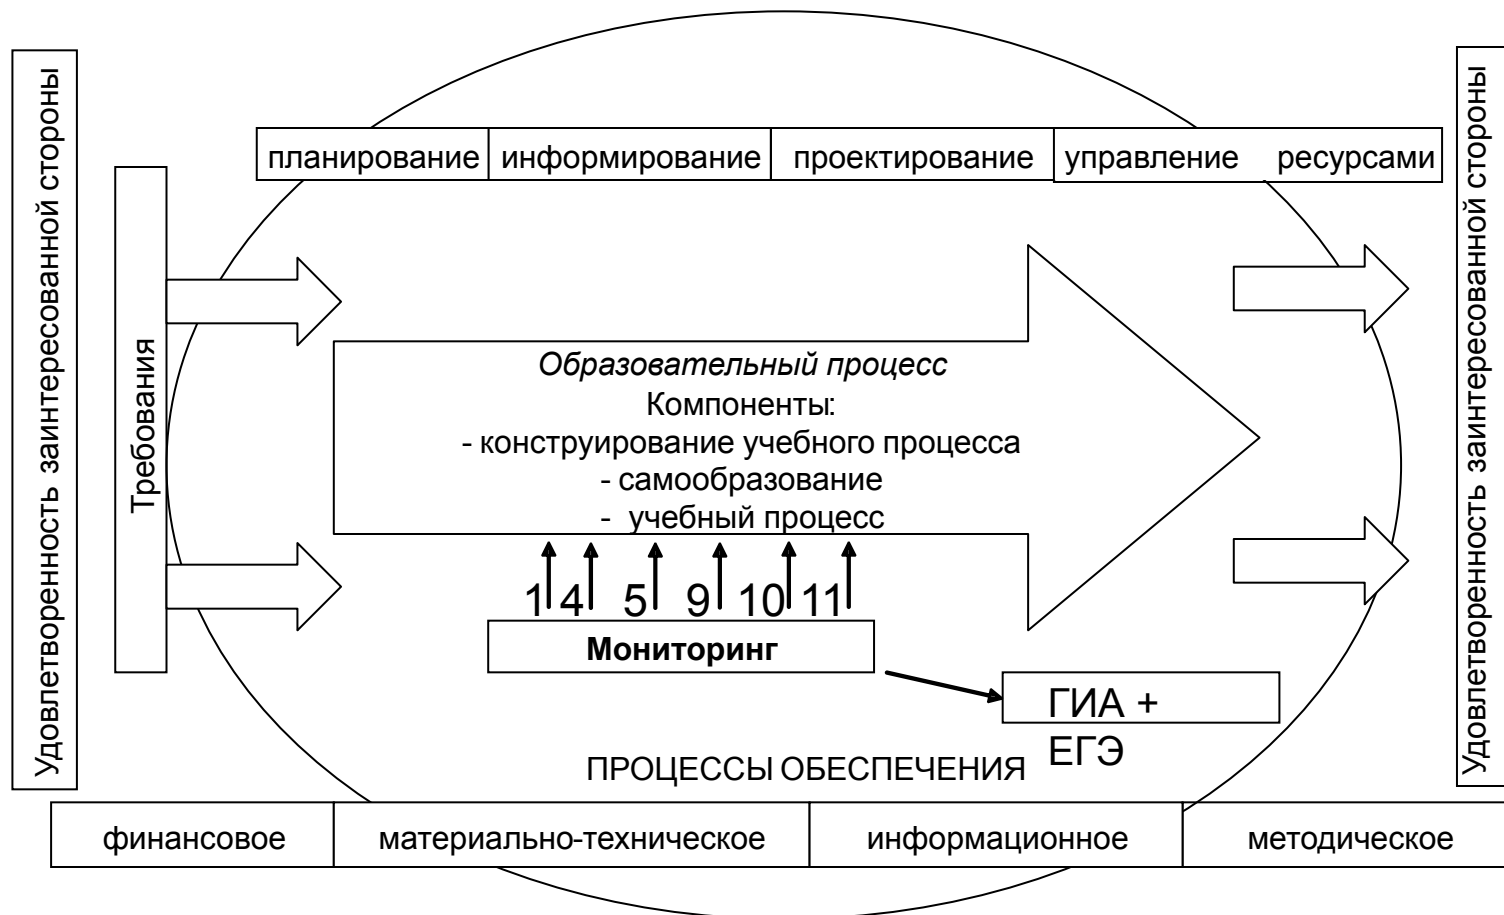 Удовлетворенность заинтересованной стороны
Требования
планирование
информирование
проектирование
управление ресурсами
Образовательный процесс
Компоненты:
- конструирование учебного процесса
- самообразование
- учебный процесс
1 4 5 9 10 11
Мониторинг
ГИА +
ЕГЭ
ПРОЦЕССЫ ОБЕСПЕЧЕНИЯ
финансовое
материально-техническое
информационное
методическое
Удовлетворенность заинтересованной стороны